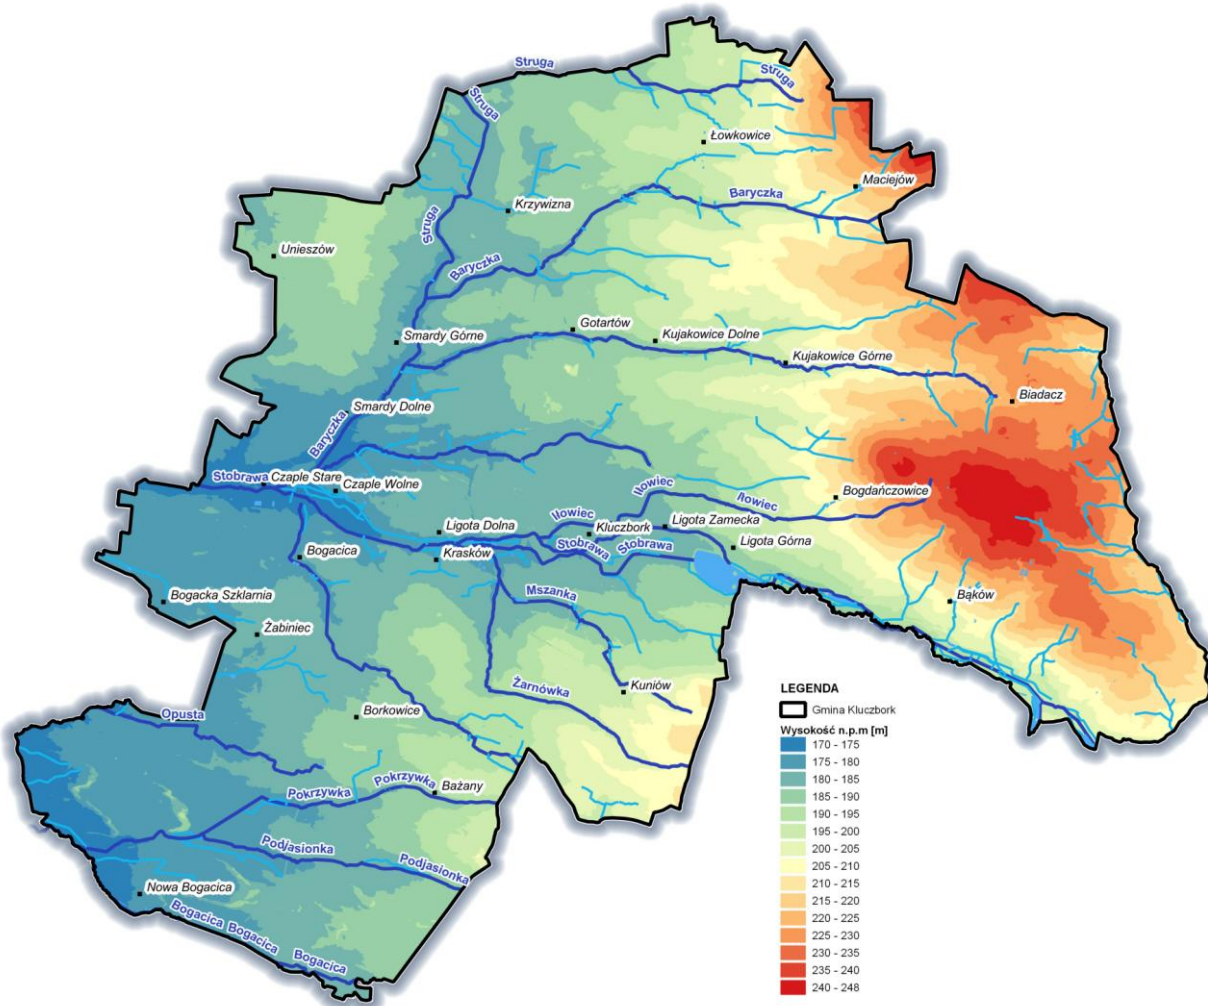 Struga
Struga
Struga
Łowkowice
Maciejów
Baryczka
Krzywizna
Struga
Unieszów
Baryczka
Gotartów
Smardy Górne
Kujakowice Dolne
Kujakowice Górne
Biadacz
Smardy Dolne
Baryczka
Stobrawa
Czaple Stare
Czaple Wolne
Iłowiec
Iłowiec
Bogdańczowice
Iłowiec
Ligota Dolna
Kluczbork
Ligota Zamecka
Stobrawa
Stobrawa
Ligota Górna
Bogacica
Krasków
Bogacka Szklarnia
Mszanka
Bąków
Żabiniec
Żarnówka
Kuniów
Opusta
Borkowice
Pokrzywka
Pokrzywka
Bażany
Podjasionka
Podjasionka
Nowa Bogacica
Bogacica
Bogacica
Bogacica
LEGENDA
Gmina Kluczbork
Wysokość n.p.m [m]
170 - 175
175 - 180
180 - 185
185 - 190
190 - 195
195 - 200
200 - 205
205 - 210
210 - 215
215 - 220
220 - 225
225 - 230
230 - 235
235 - 240
240 - 248